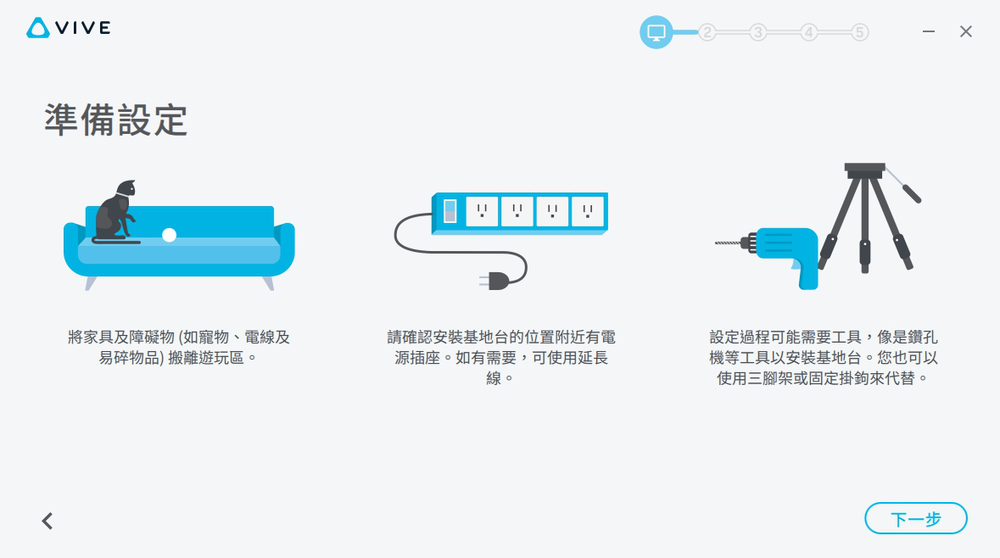 VIVE
2 3 4 5
準備設定
將家具及障礙物 (如寵物、電線及
易碎物品) 搬離遊玩區。
請確認安裝基地台的位置附近有電
源插座。如有需要，可使用延長
線。
設定過程可能需要工具，像是鑽孔
機等工具以安裝基地台。您也可以
使用三腳架或固定掛鉤來代替。
下一步